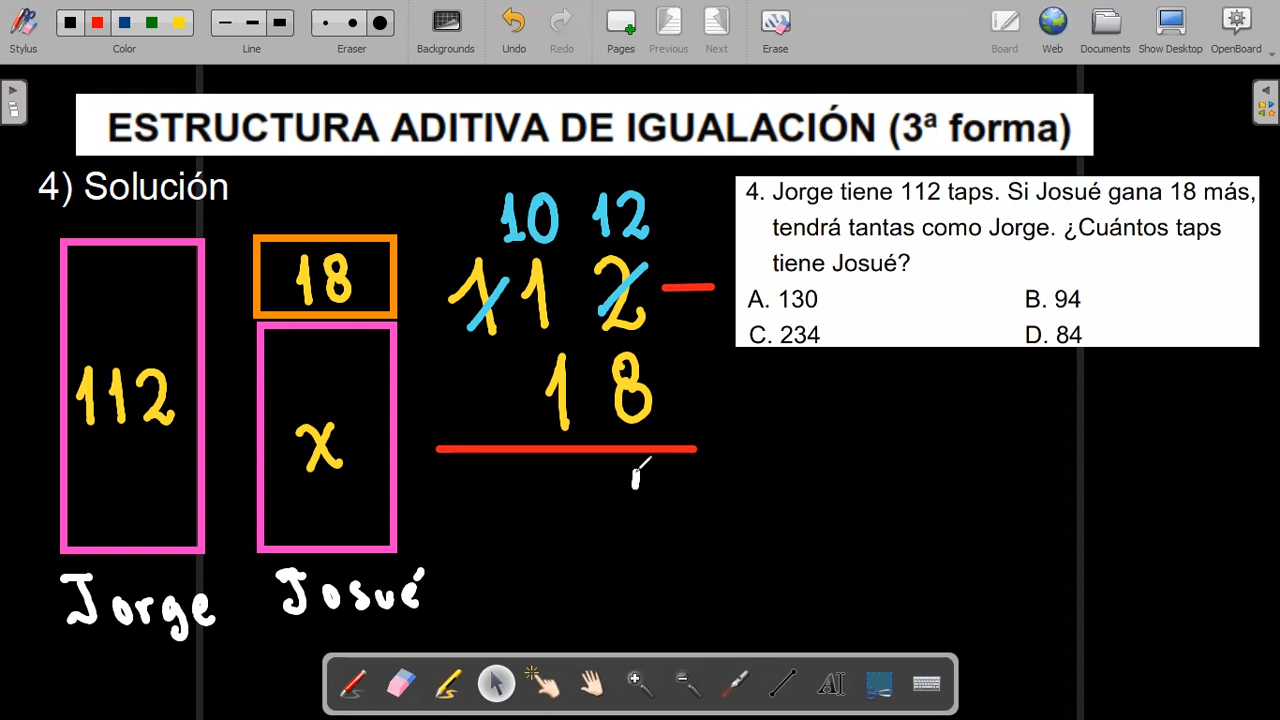 Stylus Color Line Eraser Backgrounds Undo Redo Pages Previous Next Erase Board Web Documents Show Desktop OpenBoard
ESTRUCTURA ADITIVA DE IGUALACIÓN (3ª forma)
4) Solución
4. Jorge tiene 112 taps. Si Josué gana 18 más,
tendrá tantas como Jorge. ¿Cuántos taps
tiene Josué?
A. 130 B. 94
C. 234 D. 84
112
18
x
Jorge Josué
10 12
112 —
18